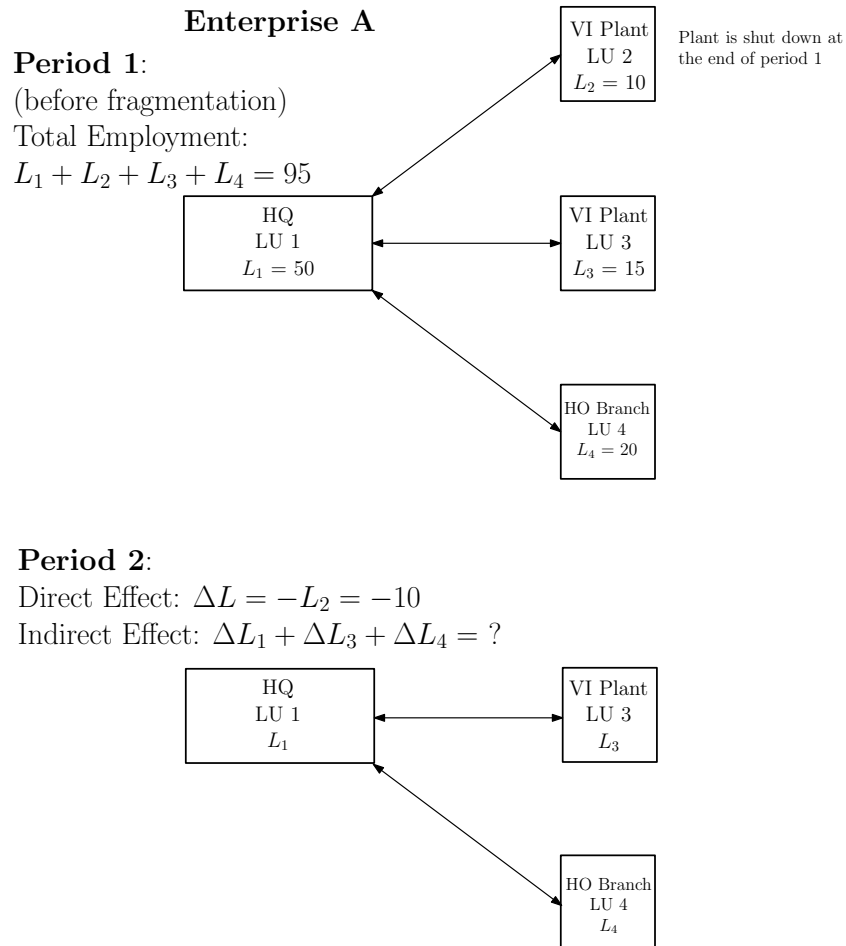 Enterprise A
Period 1:
(before fragmentation)
Total Employment:
L₁ + L₂ + L₃ + L₄ = 95
VI Plant
LU 2
L₂ = 10
Plant is shut down at
the end of period 1
HQ
LU 1
L₁ = 50
VI Plant
LU 3
L₃ = 15
HO Branch
LU 4
L₄ = 20
Period 2:
Direct Effect: ΔL = −L₂ = −10
Indirect Effect: ΔL₁ + ΔL₃ + ΔL₄ = ?
HQ
LU 1
L₁
VI Plant
LU 3
L₃
HO Branch
LU 4
L₄